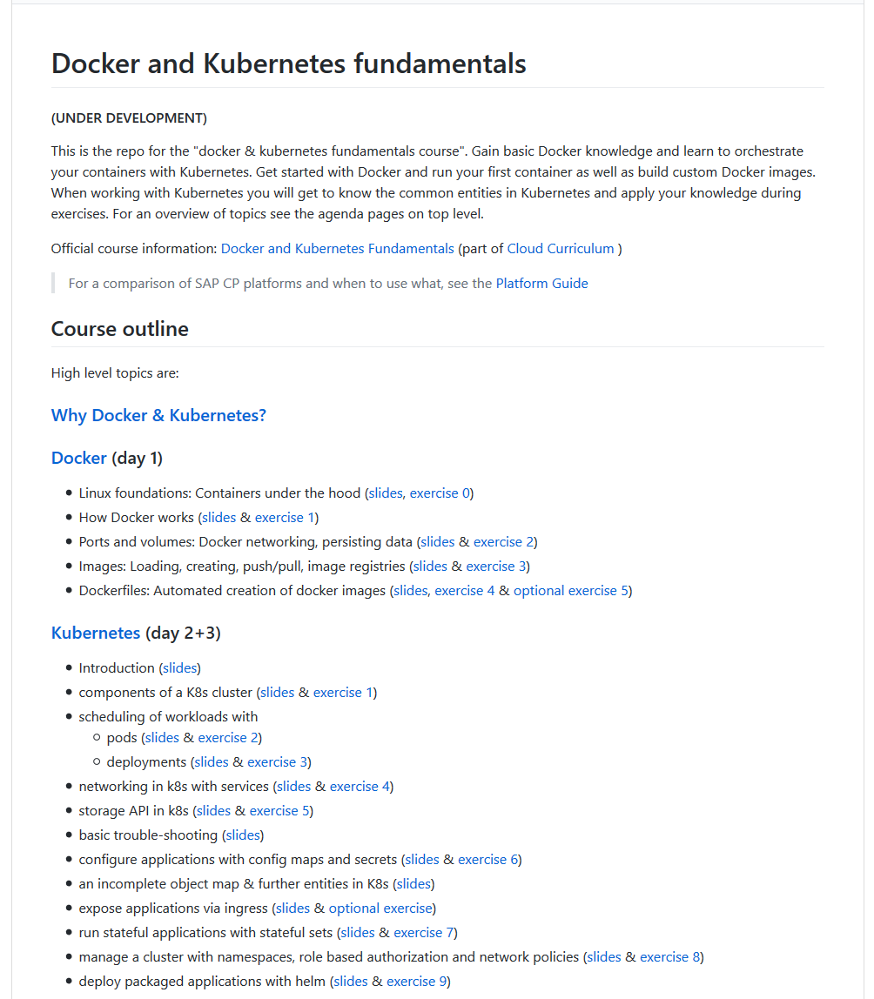 Docker and Kubernetes fundamentals
(UNDER DEVELOPMENT)
This is the repo for the "docker & kubernetes fundamentals course". Gain basic Docker knowledge and learn to orchestrate
your containers with Kubernetes. Get started with Docker and run your first container as well as build custom Docker images.
When working with Kubernetes you will get to know the common entities in Kubernetes and apply your knowledge during
exercises. For an overview of topics see the agenda pages on top level.
Official course information: Docker and Kubernetes Fundamentals (part of Cloud Curriculum )
For a comparison of SAP CP platforms and when to use what, see the Platform Guide
Course outline
High level topics are:
Why Docker & Kubernetes?
Docker (day 1)
• Linux foundations: Containers under the hood (slides, exercise 0)
• How Docker works (slides & exercise 1)
• Ports and volumes: Docker networking, persisting data (slides & exercise 2)
• Images: Loading, creating, push/pull, image registries (slides & exercise 3)
• Dockerfiles: Automated creation of docker images (slides, exercise 4 & optional exercise 5)
Kubernetes (day 2+3)
• Introduction (slides)
• components of a K8s cluster (slides & exercise 1)
• scheduling of workloads with
◦ pods (slides & exercise 2)
◦ deployments (slides & exercise 3)
• networking in k8s with services (slides & exercise 4)
• storage API in k8s (slides & exercise 5)
• basic trouble-shooting (slides)
• configure applications with config maps and secrets (slides & exercise 6)
• an incomplete object map & further entities in K8s (slides)
• expose applications via ingress (slides & optional exercise)
• run stateful applications with stateful sets (slides & exercise 7)
• manage a cluster with namespaces, role based authorization and network policies (slides & exercise 8)
• deploy packaged applications with helm (slides & exercise 9)